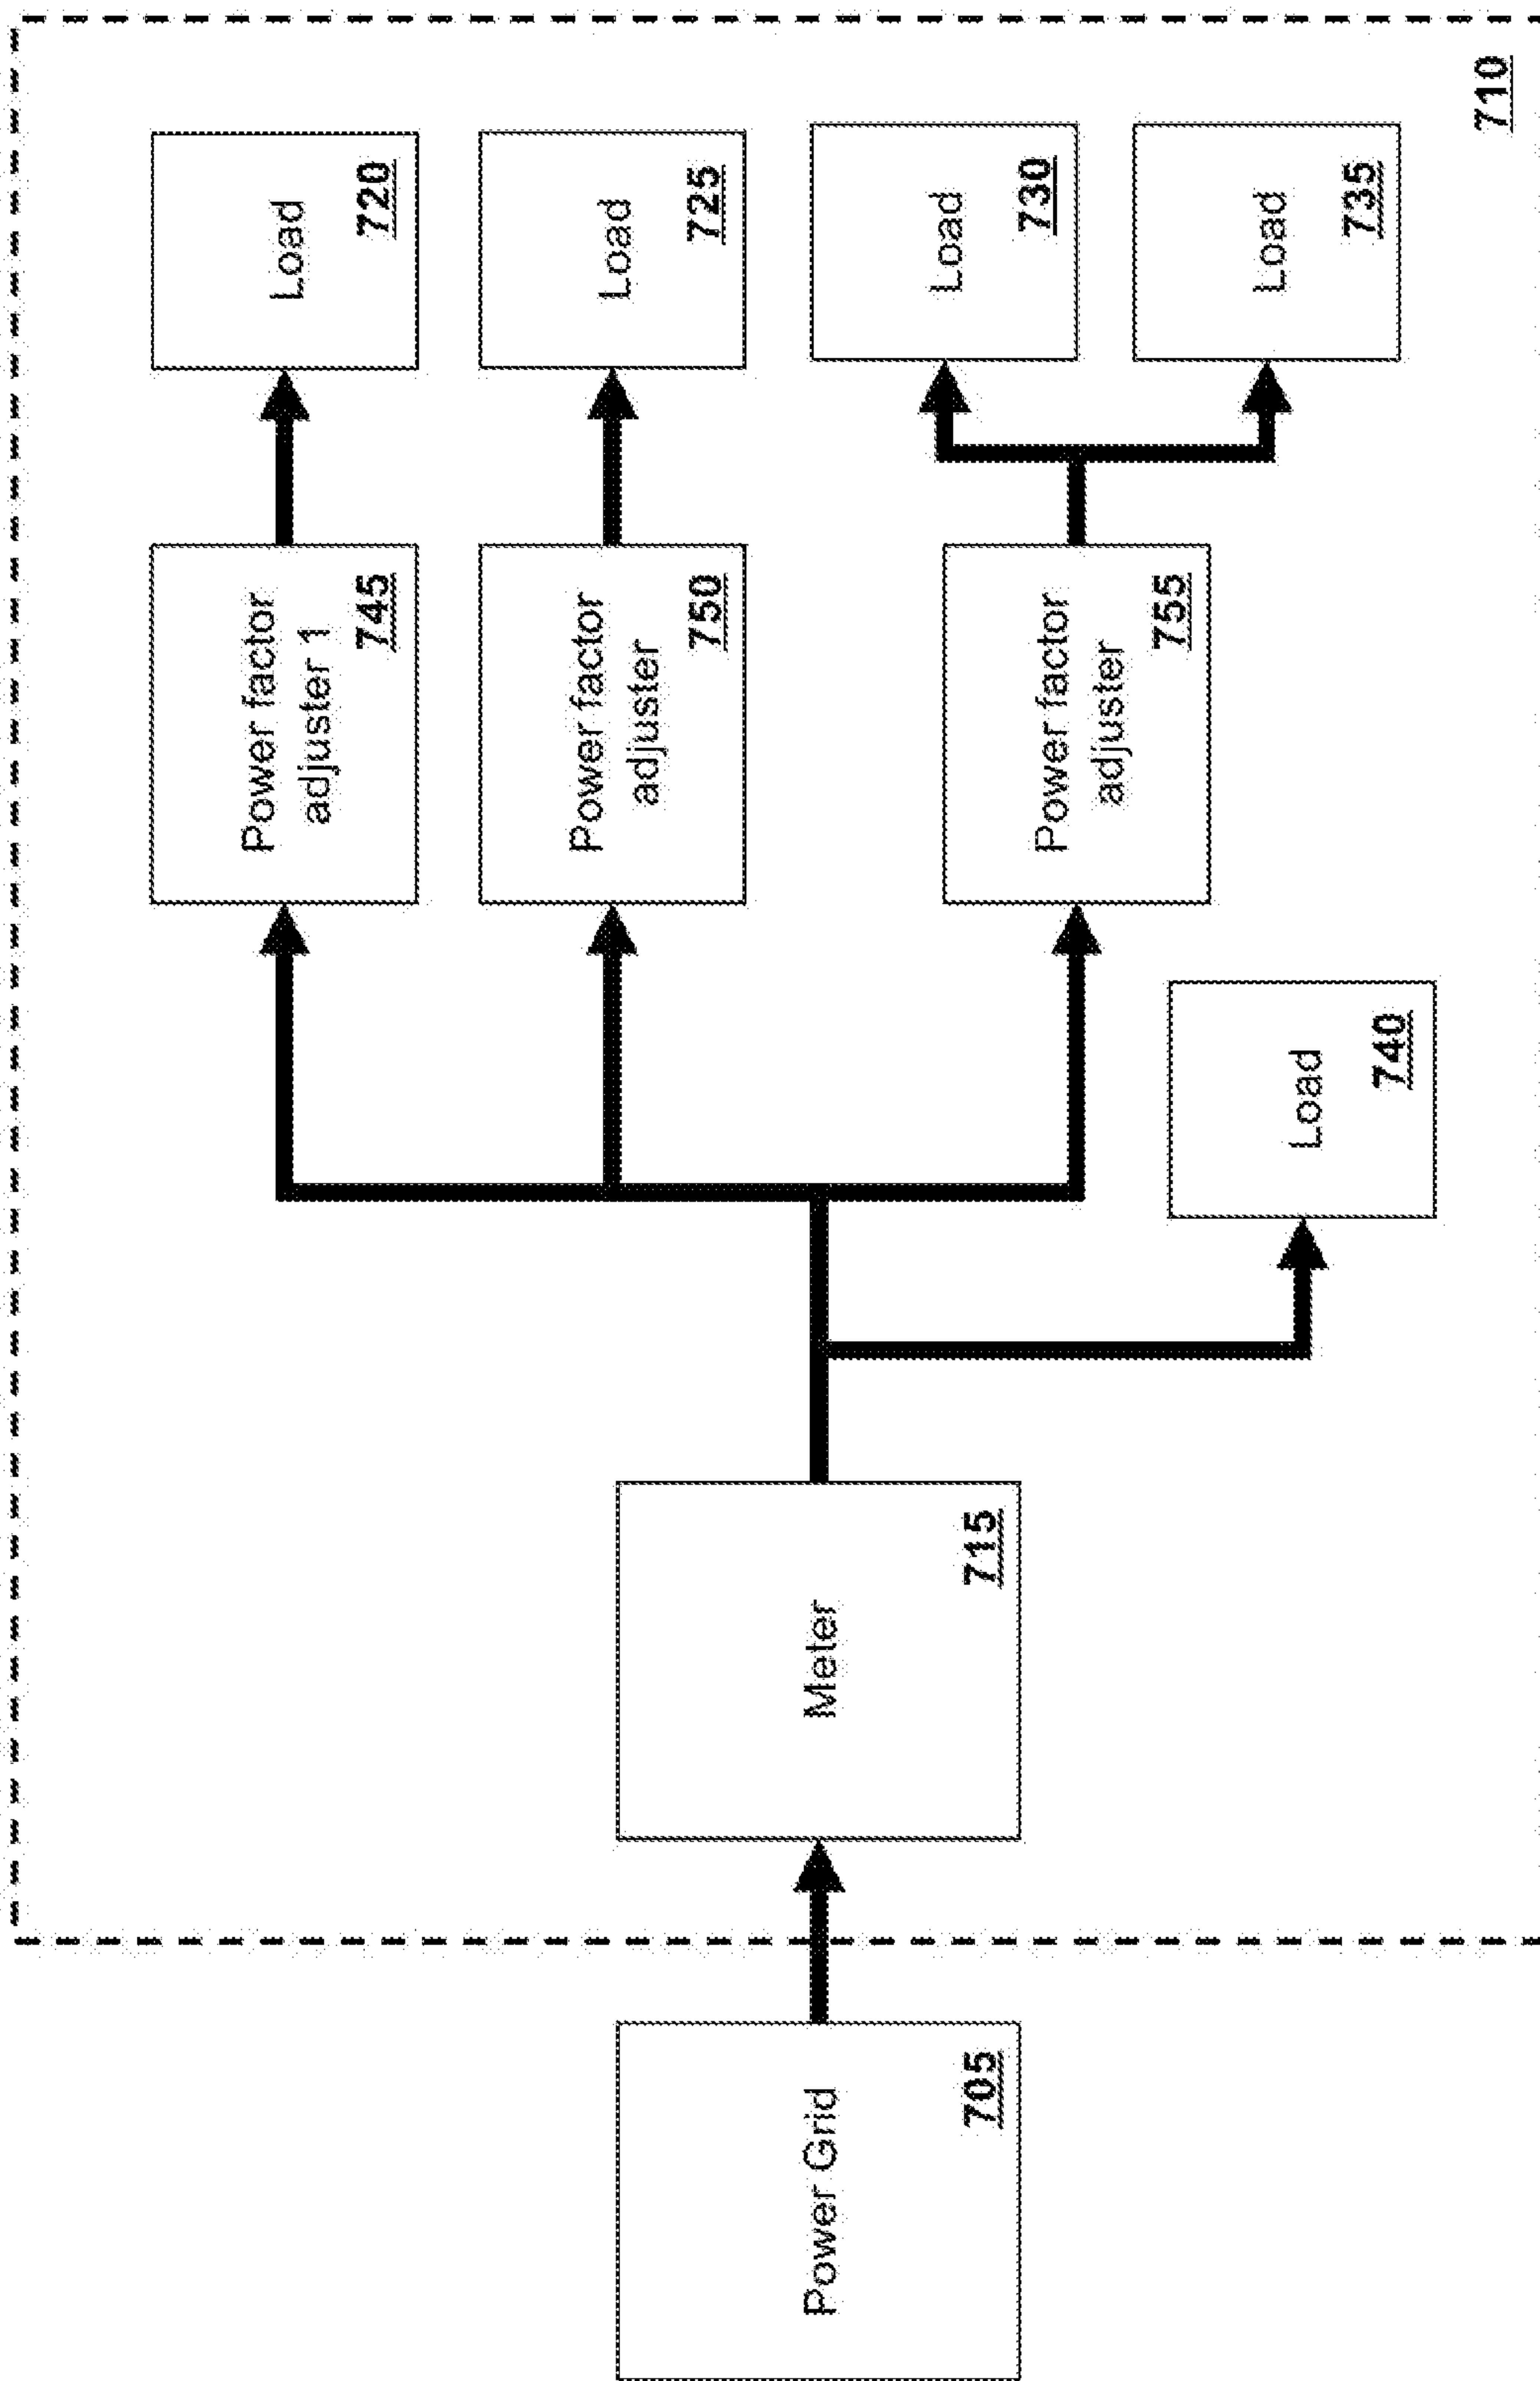 Power Grid
705
Meter
715
Load
740
Power factor
adjuster 1
745
Power factor
adjuster
750
Power factor
adjuster
755
Load
720
Load
725
Load
730
Load
735
710